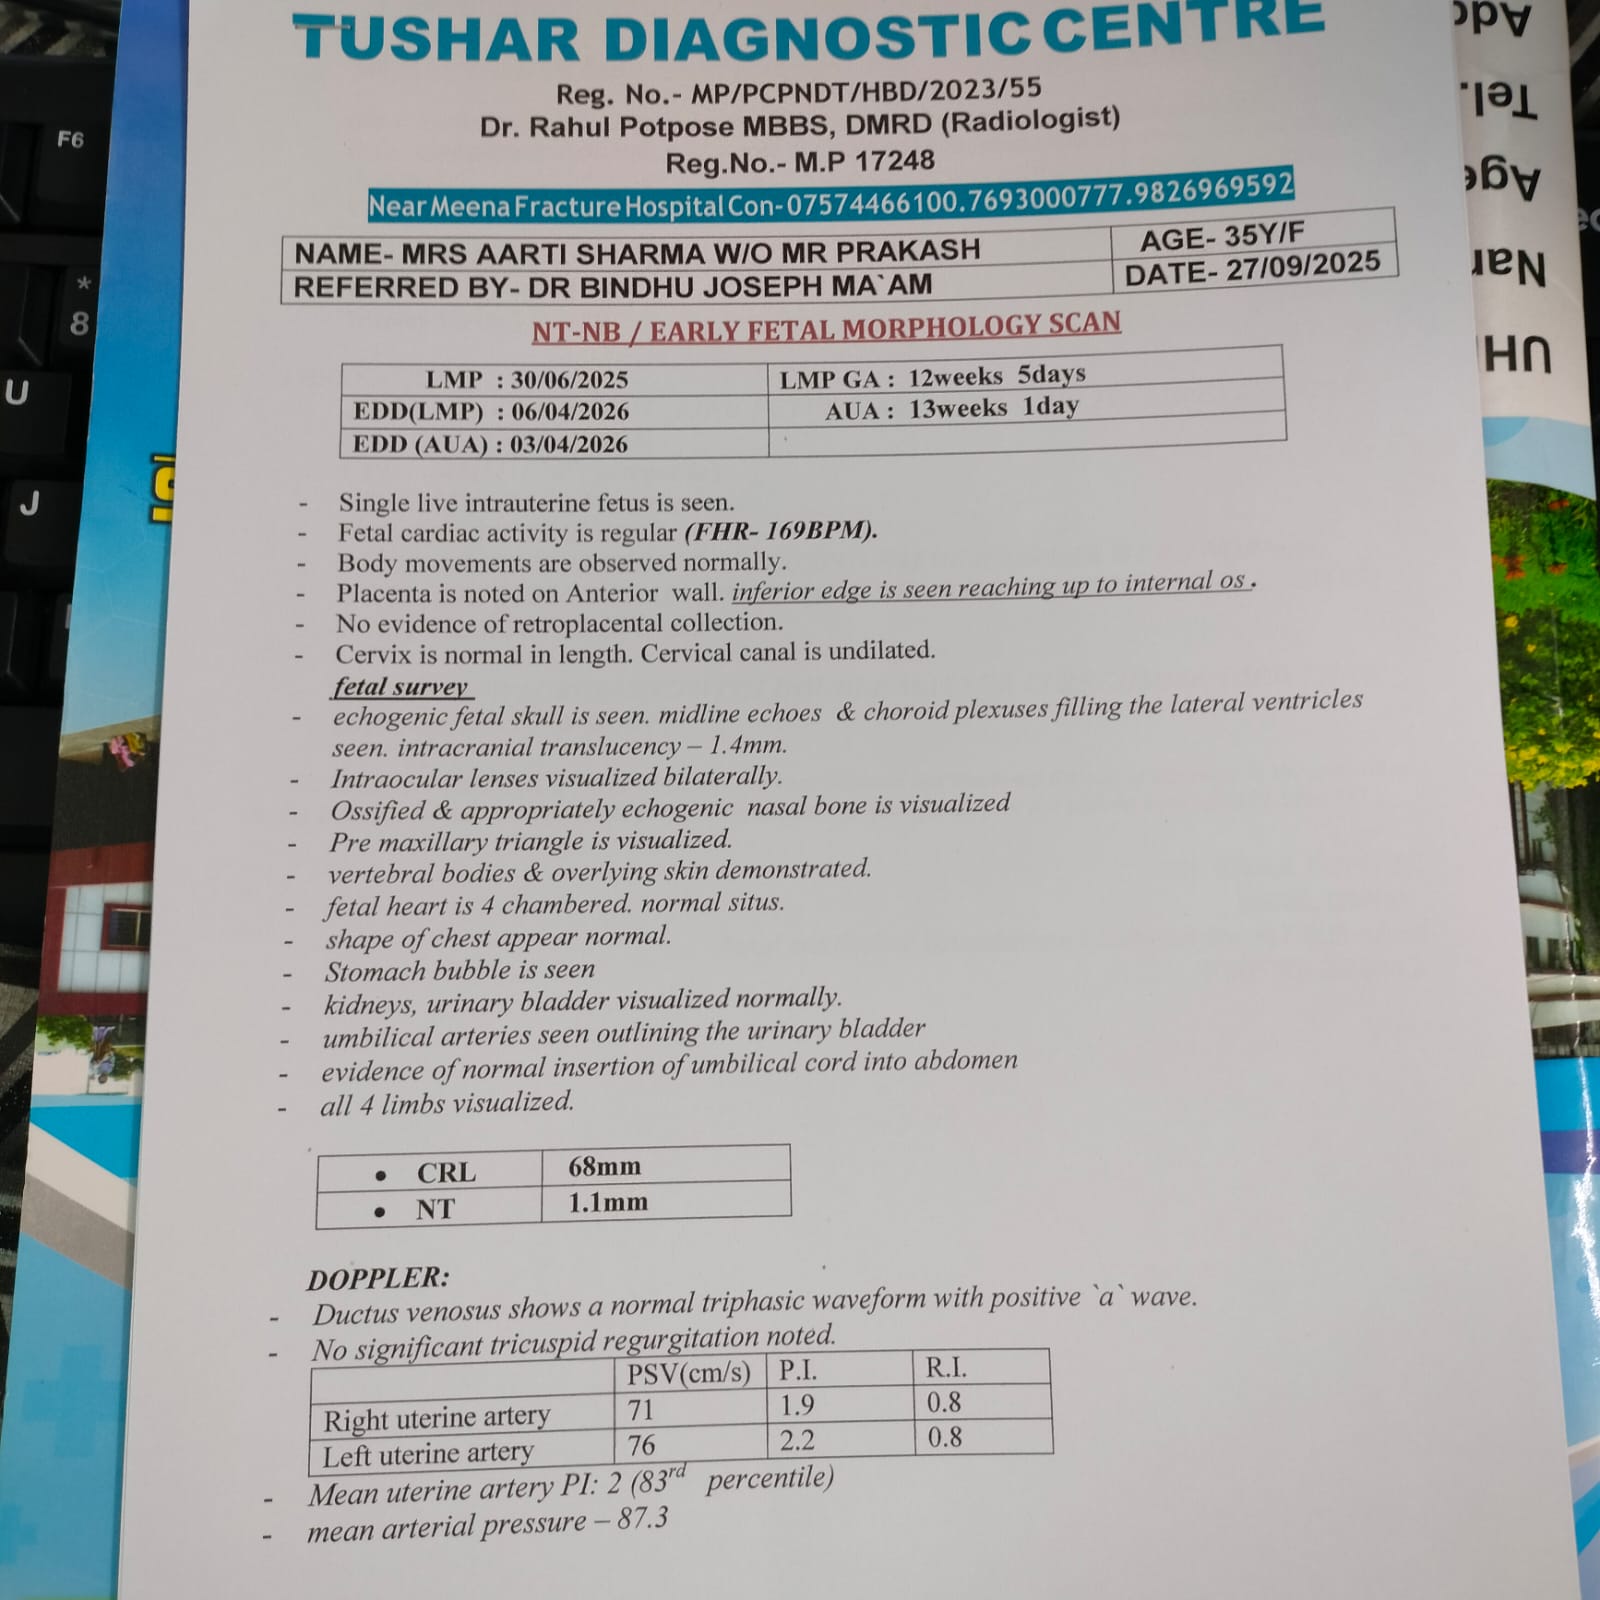 TUSHAR DIAGNOSTIC CENTRE
Reg. No.- MP/PCPNDT/HBD/2023/55
Dr. Rahul Potpose MBBS, DMRD (Radiologist)
Reg.No.- M.P 17248
Near Meena Fracture Hospital Con- 07574466100.7693000777.9826969592
NAME- MRS AARTI SHARMA W/O MR PRAKASH AGE- 35Y/F
REFERRED BY- DR BINDHU JOSEPH MA`AM DATE- 27/09/2025
NT-NB / EARLY FETAL MORPHOLOGY SCAN
LMP : 30/06/2025 LMP GA : 12weeks 5days
EDD(LMP) : 06/04/2026 AUA : 13weeks 1day
EDD (AUA) : 03/04/2026
- Single live intrauterine fetus is seen.
- Fetal cardiac activity is regular (FHR- 169BPM).
- Body movements are observed normally.
- Placenta is noted on Anterior wall. inferior edge is seen reaching up to internal os .
- No evidence of retroplacental collection.
- Cervix is normal in length. Cervical canal is undilated.
fetal survey
- echogenic fetal skull is seen. midline echoes & choroid plexuses filling the lateral ventricles
seen. intracranial translucency – 1.4mm.
- Intraocular lenses visualized bilaterally.
- Ossified & appropriately echogenic nasal bone is visualized
- Pre maxillary triangle is visualized.
- vertebral bodies & overlying skin demonstrated.
- fetal heart is 4 chambered. normal situs.
- shape of chest appear normal.
- Stomach bubble is seen
- kidneys, urinary bladder visualized normally.
- umbilical arteries seen outlining the urinary bladder
- evidence of normal insertion of umbilical cord into abdomen
- all 4 limbs visualized.
• CRL 68mm
• NT 1.1mm
DOPPLER:
- Ductus venosus shows a normal triphasic waveform with positive `a` wave.
- No significant tricuspid regurgitation noted.
PSV(cm/s) P.I. R.I.
Right uterine artery 71 1.9 0.8
Left uterine artery 76 2.2 0.8
- Mean uterine artery PI: 2 (83rd percentile)
- mean arterial pressure – 87.3
F6
*
8
U
J
Tel.
Age
Nar
UH